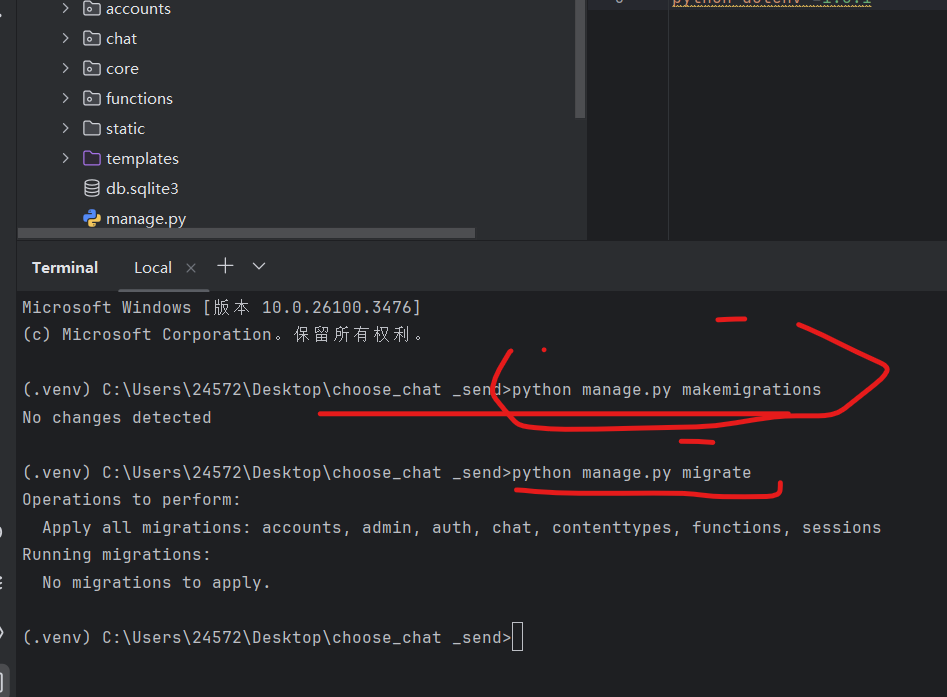 accounts
chat
core
functions
static
templates
db.sqlite3
manage.py
Terminal
Local
Microsoft Windows [版本 10.0.26100.3476]
(c) Microsoft Corporation。保留所有权利。
(.venv) C:\Users\24572\Desktop\choose_chat _send>python manage.py makemigrations
No changes detected
(.venv) C:\Users\24572\Desktop\choose_chat _send>python manage.py migrate
Operations to perform:
Apply all migrations: accounts, admin, auth, chat, contenttypes, functions, sessions
Running migrations:
No migrations to apply.
(.venv) C:\Users\24572\Desktop\choose_chat _send>